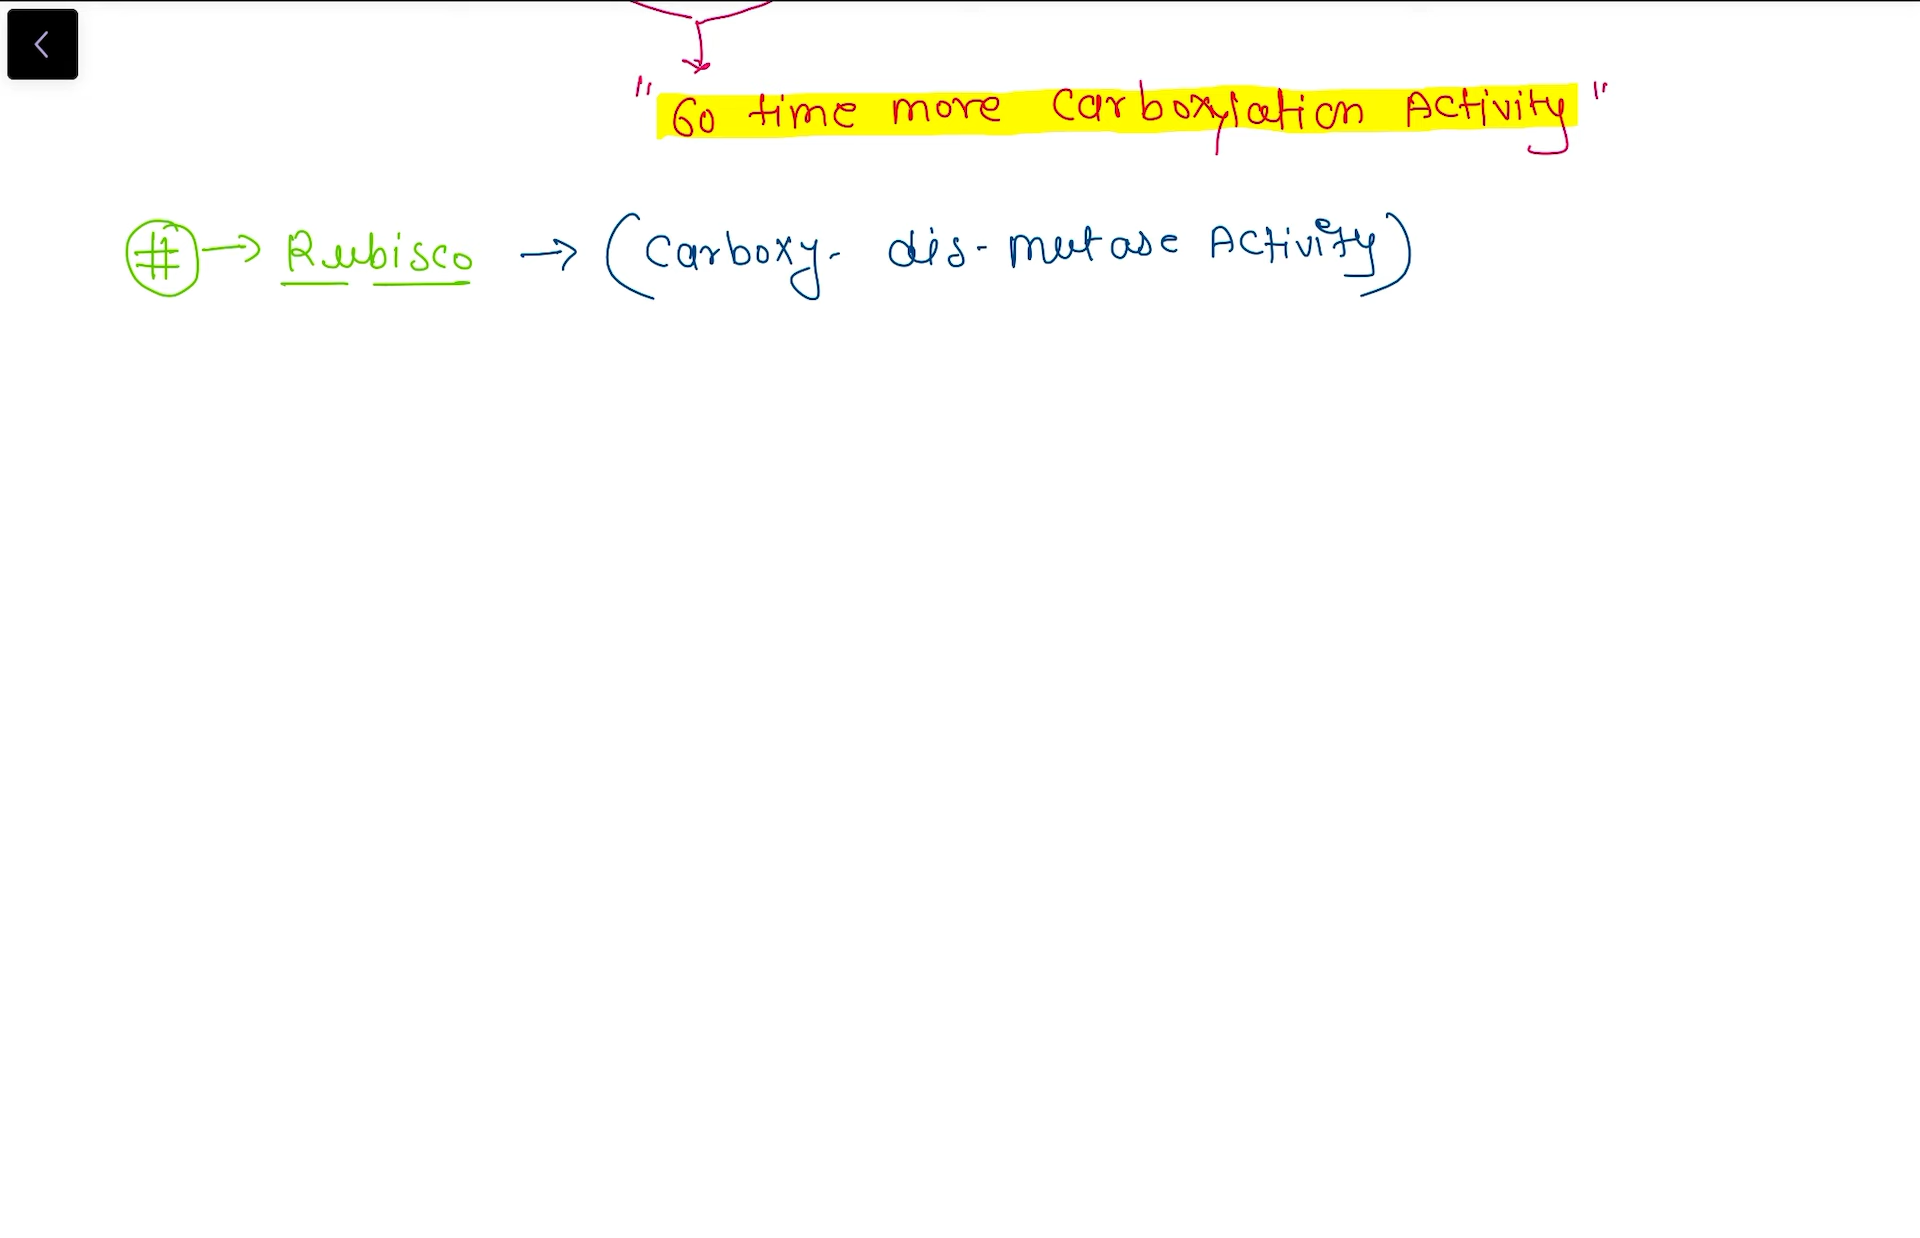 "60 time more Carboxylation Activity"
# → Rubisco → (Carboxy- dis-mutase Activity)